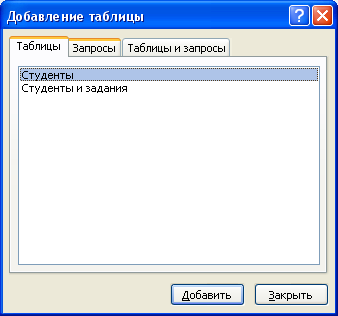 Добавление таблицы
Таблицы Запросы Таблицы и запросы
Студенты
Студенты и задания
Добавить Закрыть